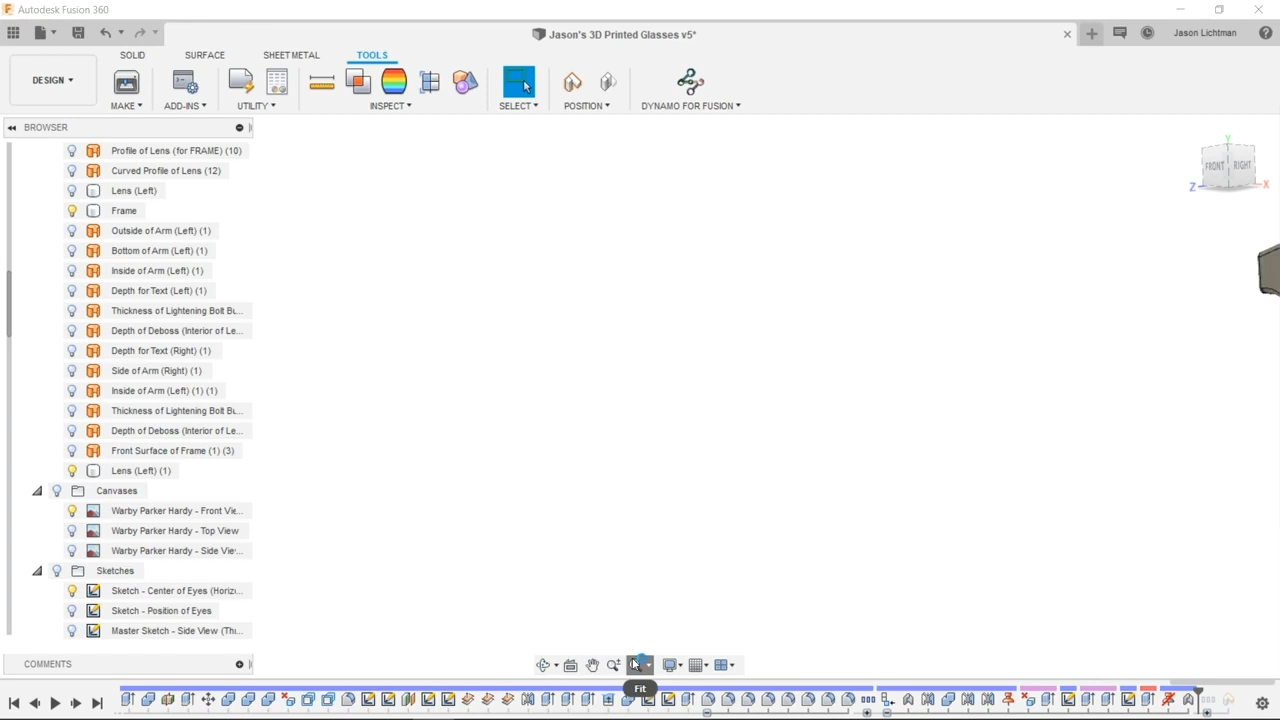 Autodesk Fusion 360
Jason's 3D Printed Glasses v5*
Jason Lichtman
SOLID
SURFACE
SHEET METAL
TOOLS
DESIGN
MAKE
ADD-INS
UTILITY
INSPECT
SELECT
POSITION
DYNAMO FOR FUSION
BROWSER
Profile of Lens (for FRAME) (10)
Curved Profile of Lens (12)
Lens (Left)
Frame
Outside of Arm (Left) (1)
Bottom of Arm (Left) (1)
Inside of Arm (Left) (1)
Depth for Text (Left) (1)
Thickness of Lightening Bolt Bu...
Depth of Deboss (Interior of Le...
Depth for Text (Right) (1)
Side of Arm (Right) (1)
Inside of Arm (Left) (1) (1)
Thickness of Lightening Bolt Bu...
Depth of Deboss (Interior of Le...
Front Surface of Frame (1) (3)
Lens (Left) (1)
Canvases
Warby Parker Hardy - Front Vie...
Warby Parker Hardy - Top View
Warby Parker Hardy - Side Vie...
Sketches
Sketch - Center of Eyes (Horizo...
Sketch - Position of Eyes
Master Sketch - Side View (Thi...
COMMENTS
Fit
Y
FRONT
RIGHT
Z
X